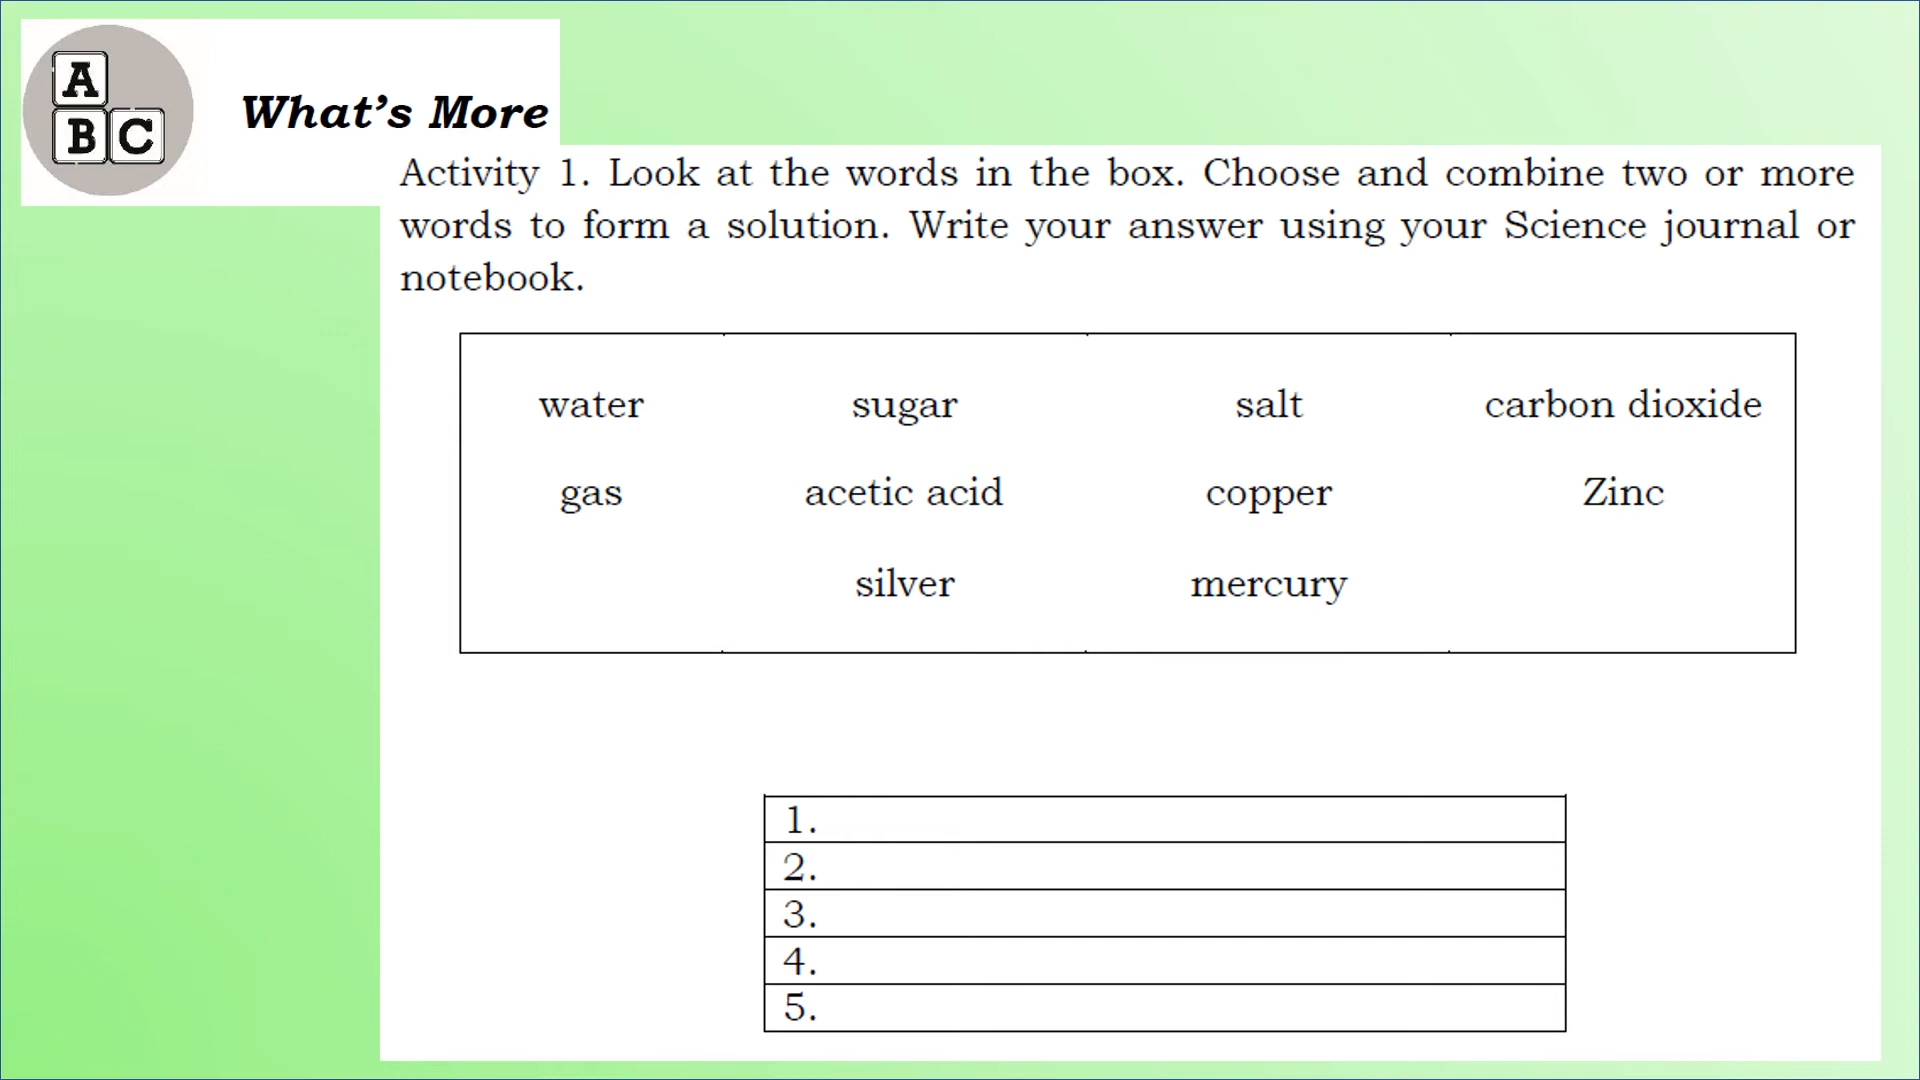 A
B C
What's More
Activity 1. Look at the words in the box. Choose and combine two or more
words to form a solution. Write your answer using your Science journal or
notebook.
water sugar salt carbon dioxide
gas acetic acid copper Zinc
silver mercury
1.
2.
3.
4.
5.